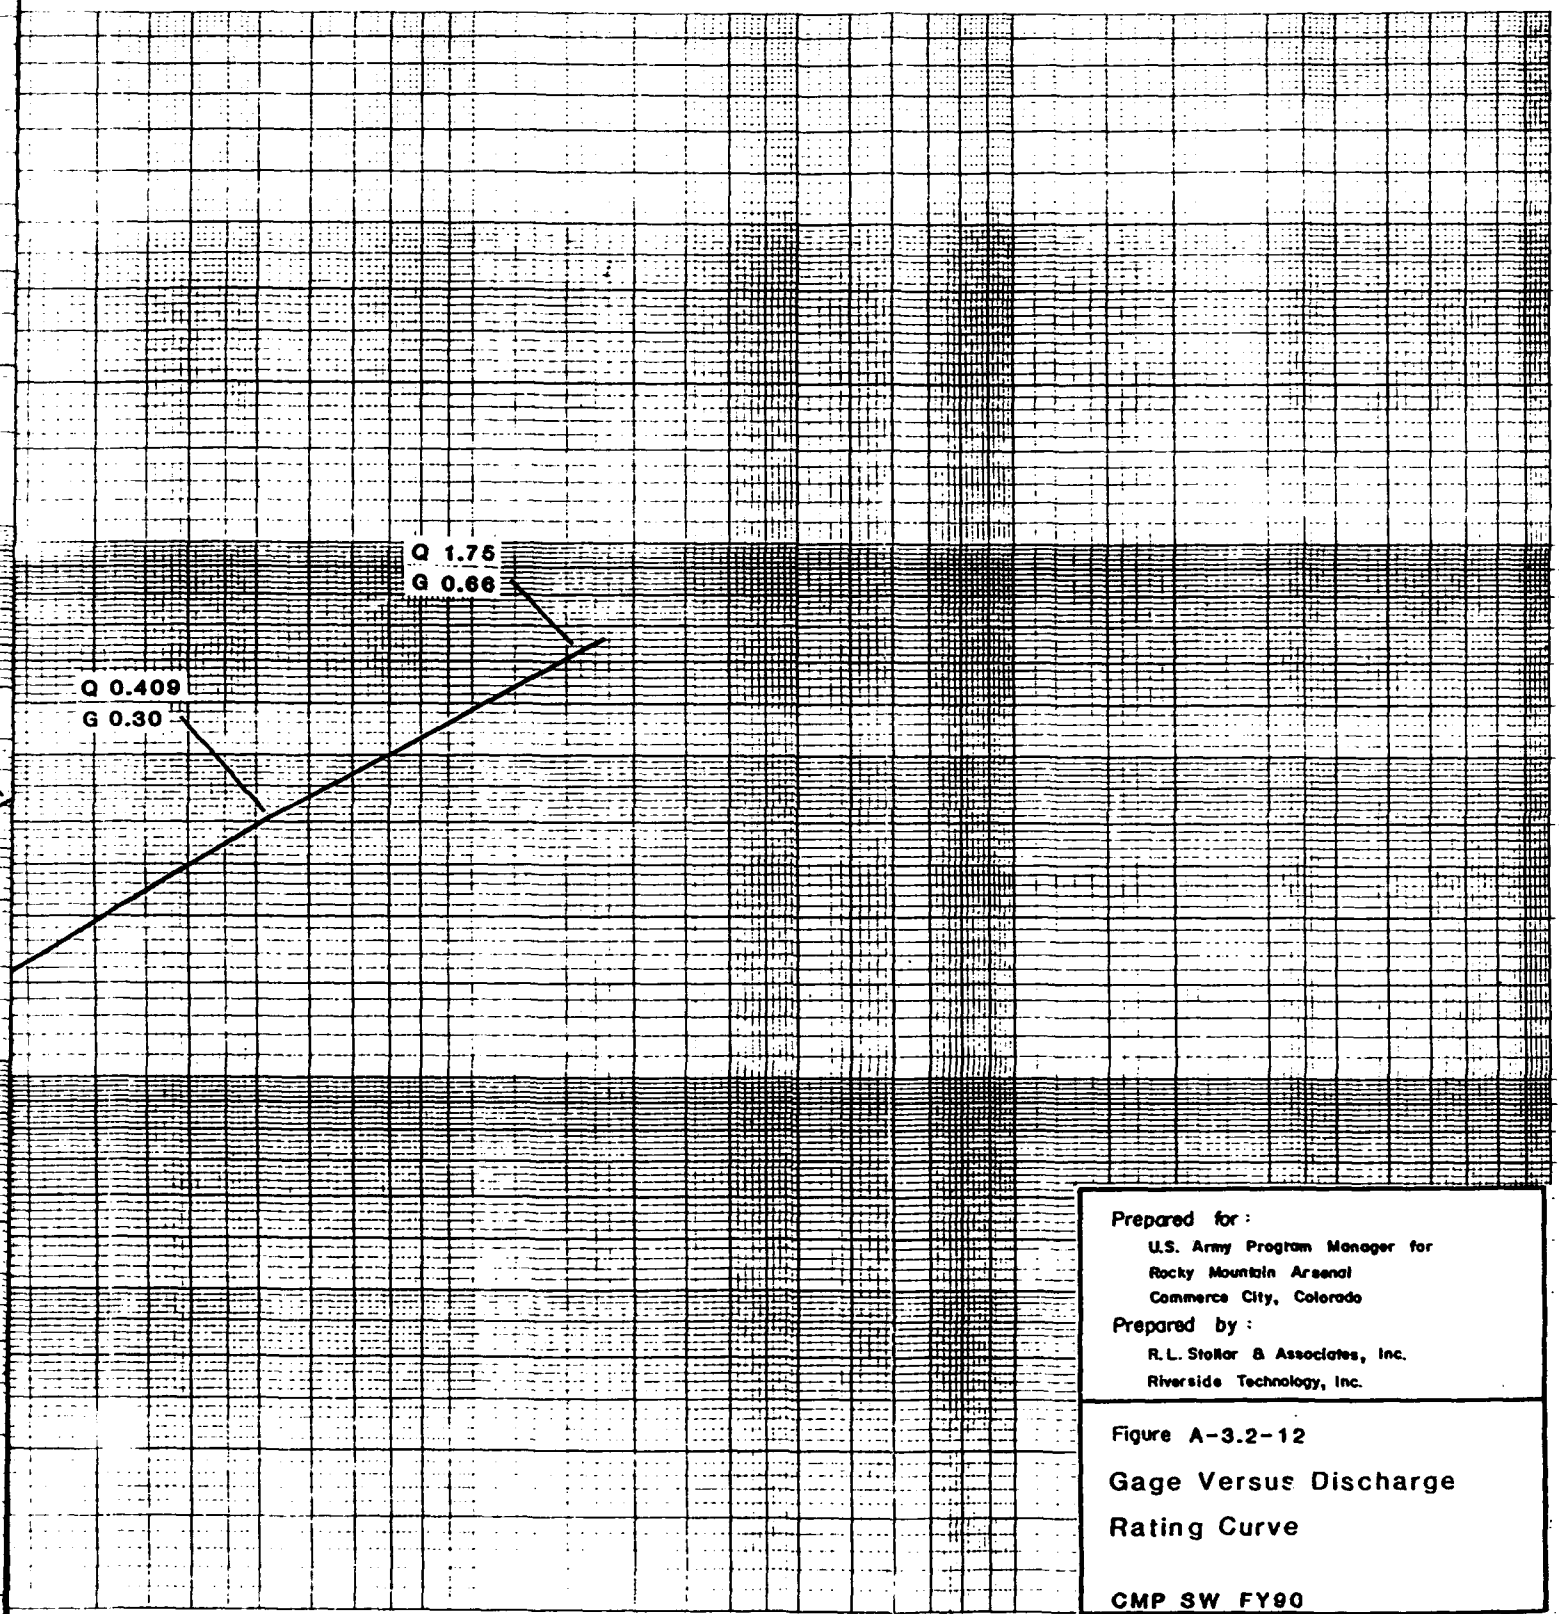 Q 1.75
G 0.66
Q 0.409
G 0.30
Prepared for :
U.S. Army Program Manager for
Rocky Mountain Arsenal
Commerce City, Colorado
Prepared by :
R.L. Stollar & Associates, Inc.
Riverside Technology, Inc.
Figure A-3.2-12
Gage Versus Discharge
Rating Curve
CMP SW FY90